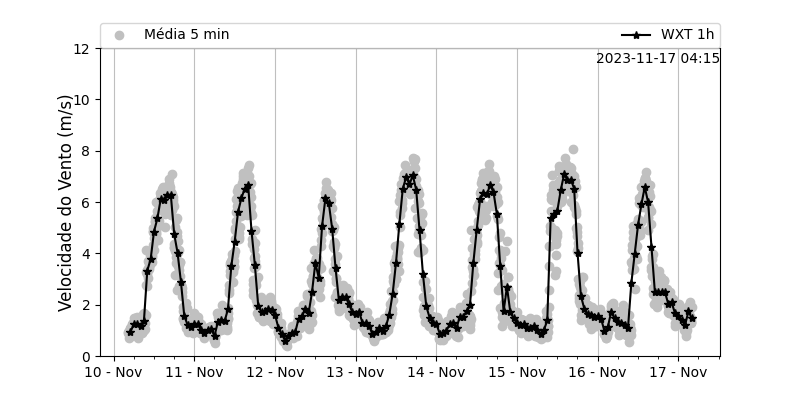 Média 5 min
WXT 1h
2023-11-17 04:15
Velocidade do Vento (m/s)
12
10
8
6
4
2
0
10 - Nov 11 - Nov 12 - Nov 13 - Nov 14 - Nov 15 - Nov 16 - Nov 17 - Nov